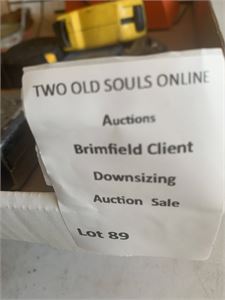 TWO OLD SOULS ONLINE
Auctions
Brimfield Client
Downsizing
Auction Sale
Lot 89